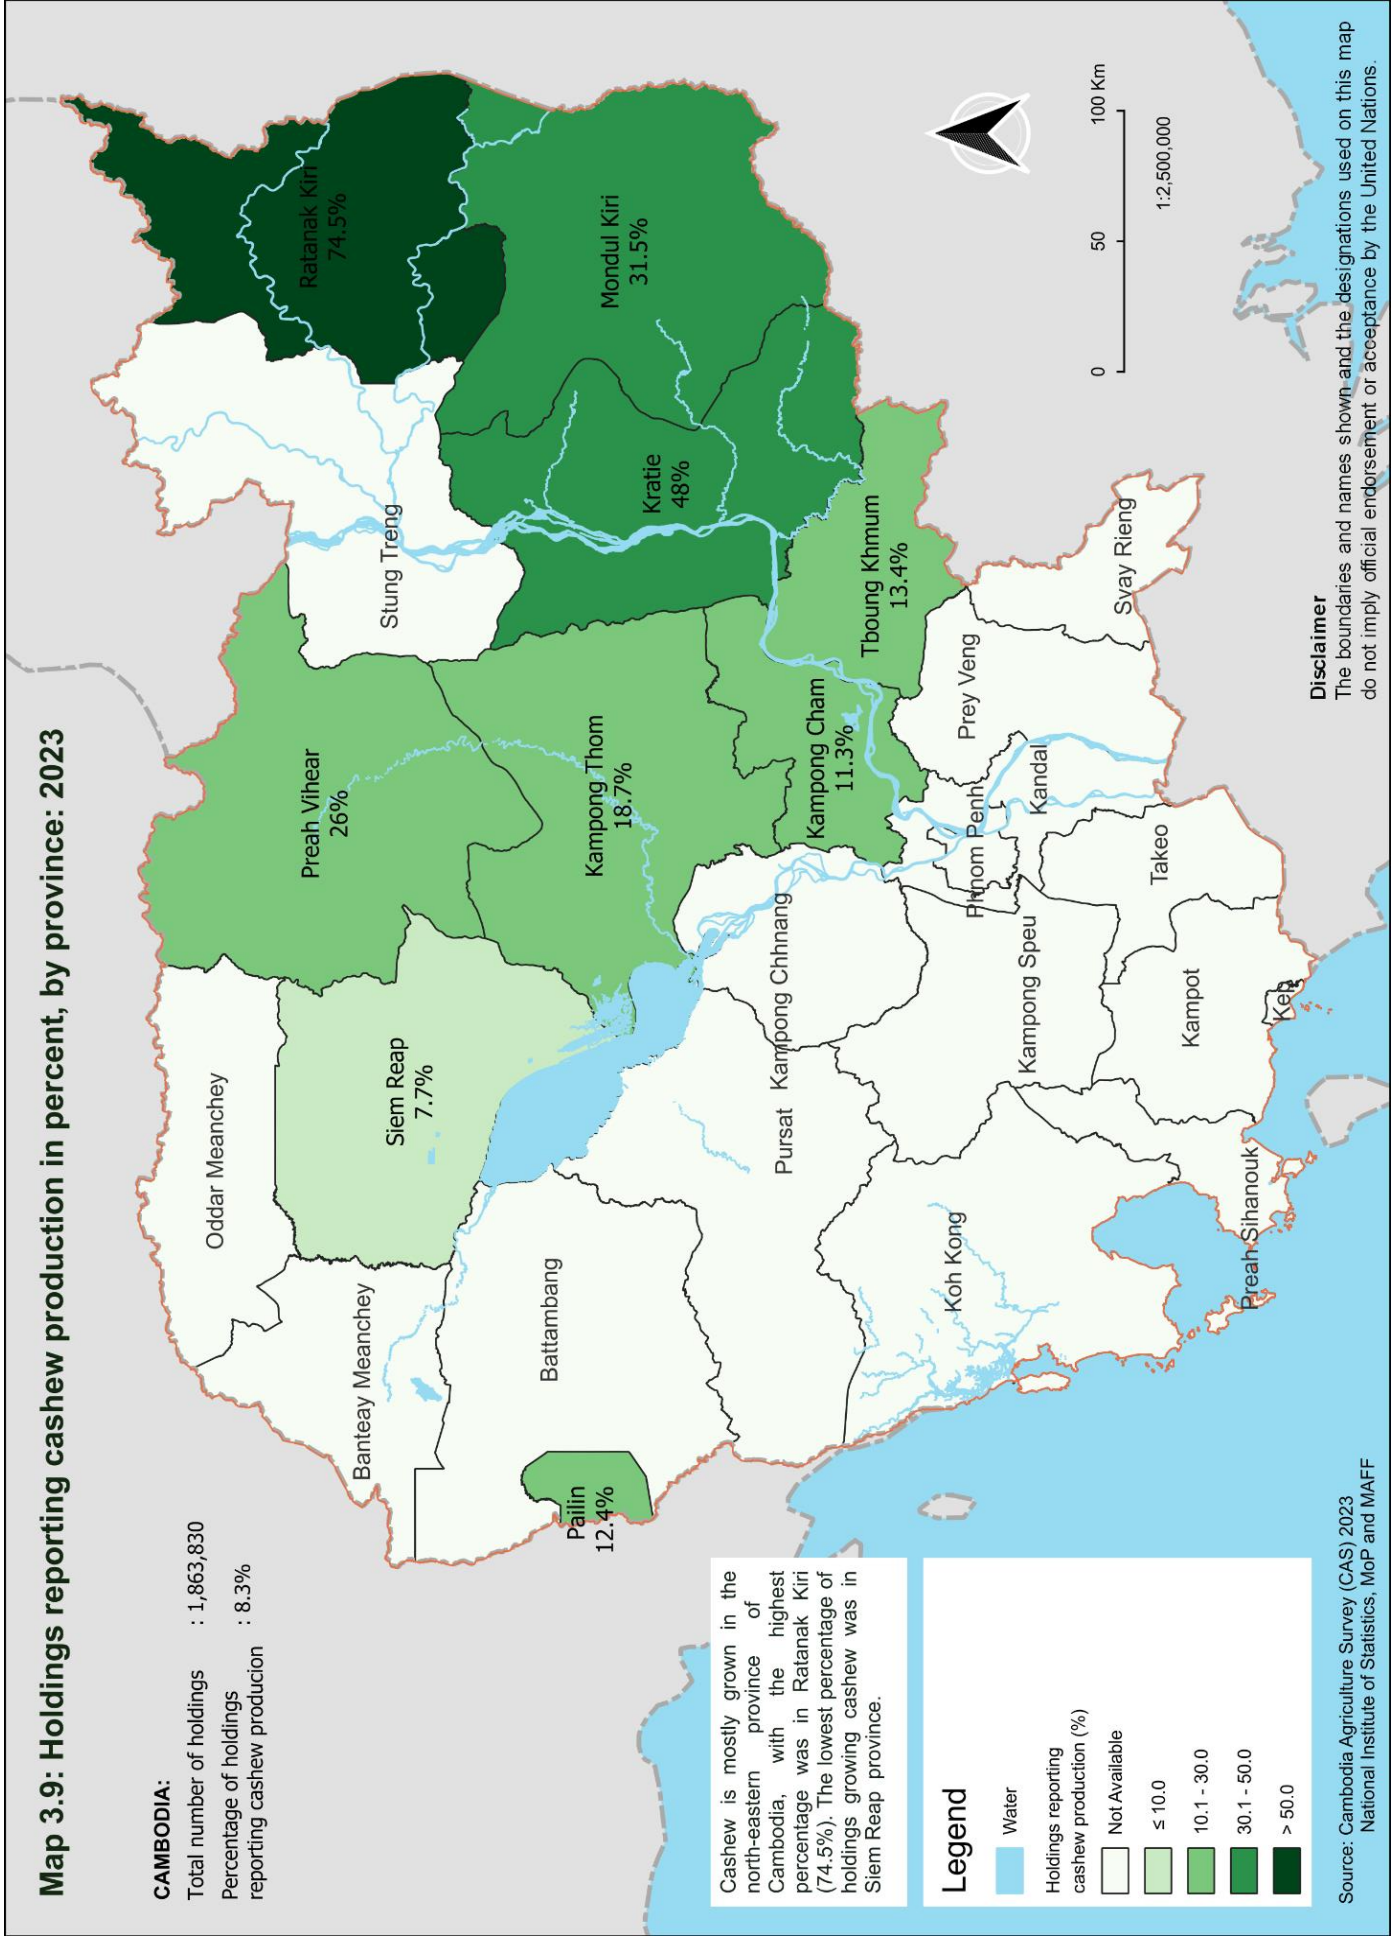 Map 3.9: Holdings reporting cashew production in percent, by province: 2023
CAMBODIA:
Total number of holdings : 1,863,830
Percentage of holdings
reporting cashew producion : 8.3%
Ratanak Kiri
74.5%
Stung Treng
Preah Vihear
26%
Oddar Meanchey
Siem Reap
7.7%
Banteay Meanchey
Mondul Kiri
31.5%
Kratie
48%
Kampong Thom
18.7%
Battambang
Pailin
12.4%
Tboung Khmum
13.4%
Kampong Cham
11.3%
Kampong Chhnang
Pursat
Prey Veng
Svay Rieng
Phnom Penh
Kandal
Kampong Speu
Koh Kong
Takeo
Kampot
Kep
Preah Sihanouk
0 50 100 Km
1:2,500,000
Cashew is mostly grown in the
north-eastern province of
Cambodia, with the highest
percentage was in Ratanak Kiri
(74.5%). The lowest percentage of
holdings growing cashew was in
Siem Reap province.
Legend
Water
Holdings reporting
cashew production (%)
Not Available
≤ 10.0
10.1 - 30.0
30.1 - 50.0
> 50.0
Disclaimer
The boundaries and names shown and the designations used on this map
do not imply official endorsement or acceptance by the United Nations.
Source: Cambodia Agriculture Survey (CAS) 2023
National Institute of Statistics, MoP and MAFF